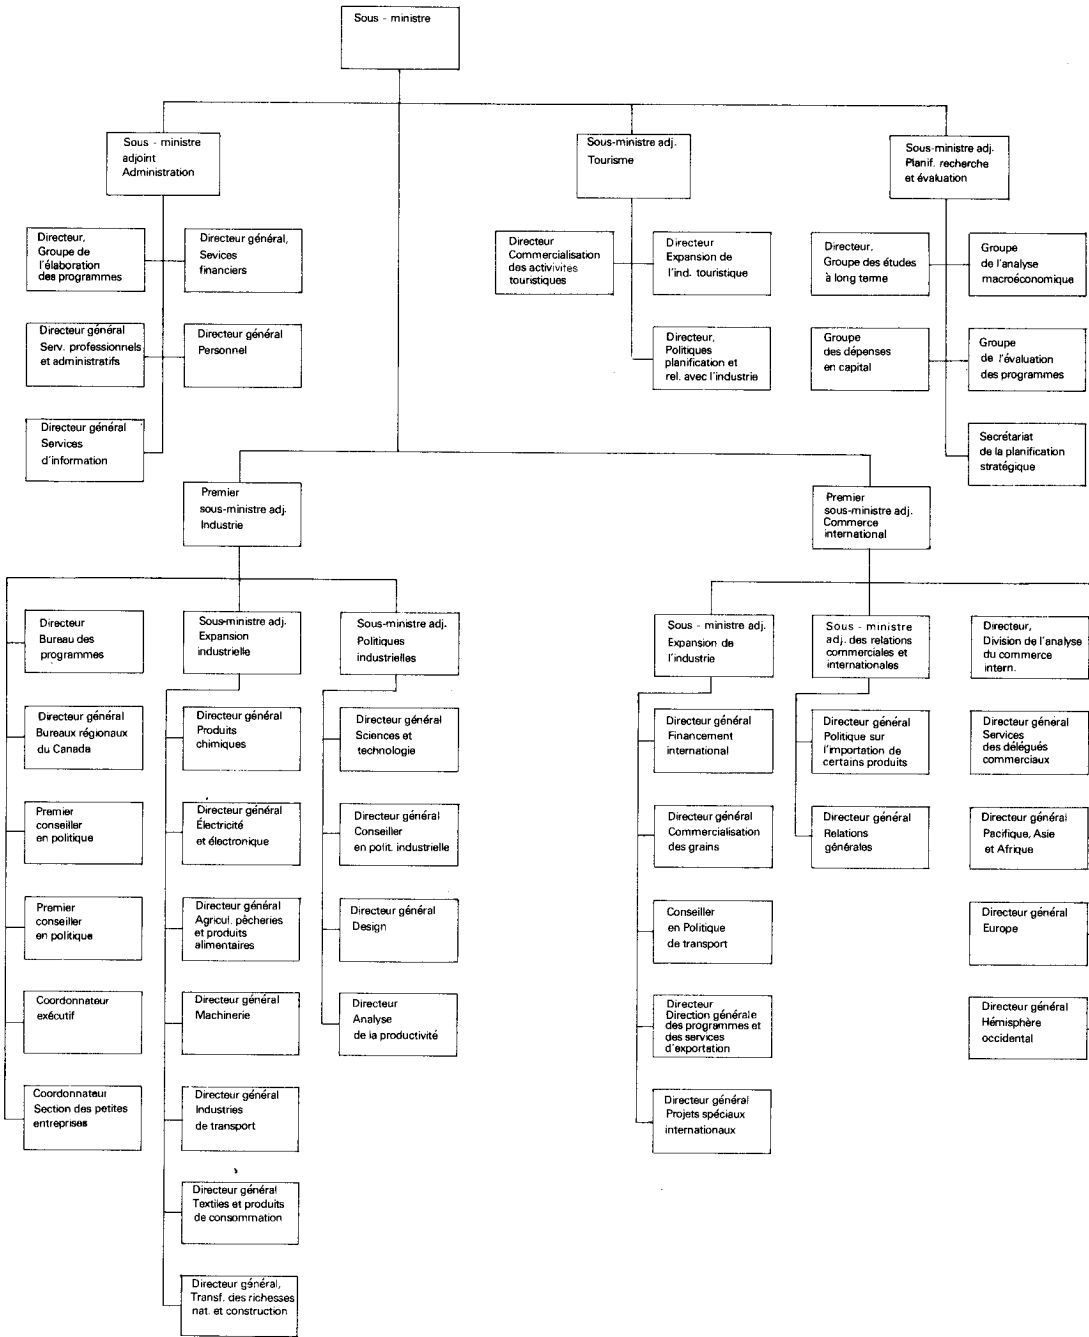 Sous - ministre
Sous - ministre
adjoint
Administration
Sous-ministre adj.
Tourisme
Sous-ministre adj.
Planif. recherche
et évaluation
Directeur,
Groupe de
l'élaboration
des programmes
Directeur général,
Sevices
financiers
Directeur
Commercialisation
des activites
touristiques
Directeur
Expansion de
l'ind. touristique
Directeur,
Groupe des études
à long terme
Groupe
de l'analyse
macroéconomique
Directeur général
Serv. professionnels
et administratifs
Directeur général
Personnel
Directeur,
Politiques
planification et
rel. avec l'industrie
Groupe
des dépenses
en capital
Groupe
de l'évaluation
des programmes
Directeur général
Services
d'information
Secrétariat
de la planification
stratégique
Premier
sous-ministre adj.
Industrie
Premier
sous-ministre adj.
Commerce
international
Directeur
Bureau des
programmes
Sous-ministre adj.
Expansion
industrielle
Sous-ministre adj.
Politiques
industrielles
Sous - ministre adj.
Expansion de
l'industrie
Sous - ministre
adj. des relations
commerciales et
internationales
Directeur,
Division de l'analyse
du commerce
intern.
Directeur général
Bureaux régionaux
du Canada
Directeur général
Produits
chimiques
Directeur général
Sciences et
technologie
Directeur général
Financement
international
Directeur général
Politique sur
l'importation de
certains produits
Directeur général
Services
des délégués
commerciaux
Premier
conseiller
en politique
Directeur général
Électricité
et électronique
Directeur général
Conseiller
en polit. industrielle
Directeur général
Commercialisation
des grains
Directeur général
Relations
générales
Directeur général
Pacifique, Asie
et Afrique
Premier
conseiller
en politique
Directeur général
Agricul. pêcheries
et produits
alimentaires
Directeur général
Design
Conseiller
en Politique
de transport
Directeur général
Europe
Coordonnateur
exécutif
Directeur général
Machinerie
Directeur
Analyse
de la productivité
Directeur
Direction générale
des programmes et
des services
d'exportation
Directeur général
Hémisphère
occidental
Coordonnateur
Section des petites
entreprises
Directeur général
Industries
de transport
Directeur général
Projets spéciaux
internationaux
Directeur général
Textiles et produits
de consommation
Directeur général,
Transf. des richesses
nat. et construction